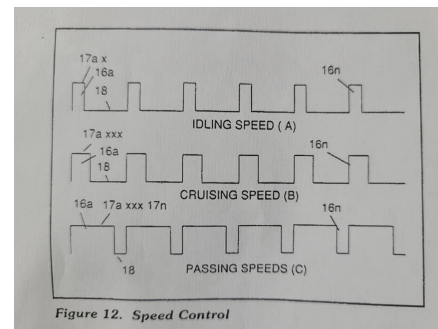 17a x
16a
16n
18
IDLING SPEED (A)
17a xxx
16a
16n
18
CRUISING SPEED (B)
16a 17a xxx 17n
16n
18
PASSING SPEEDS (C)
Figure 12. Speed Control